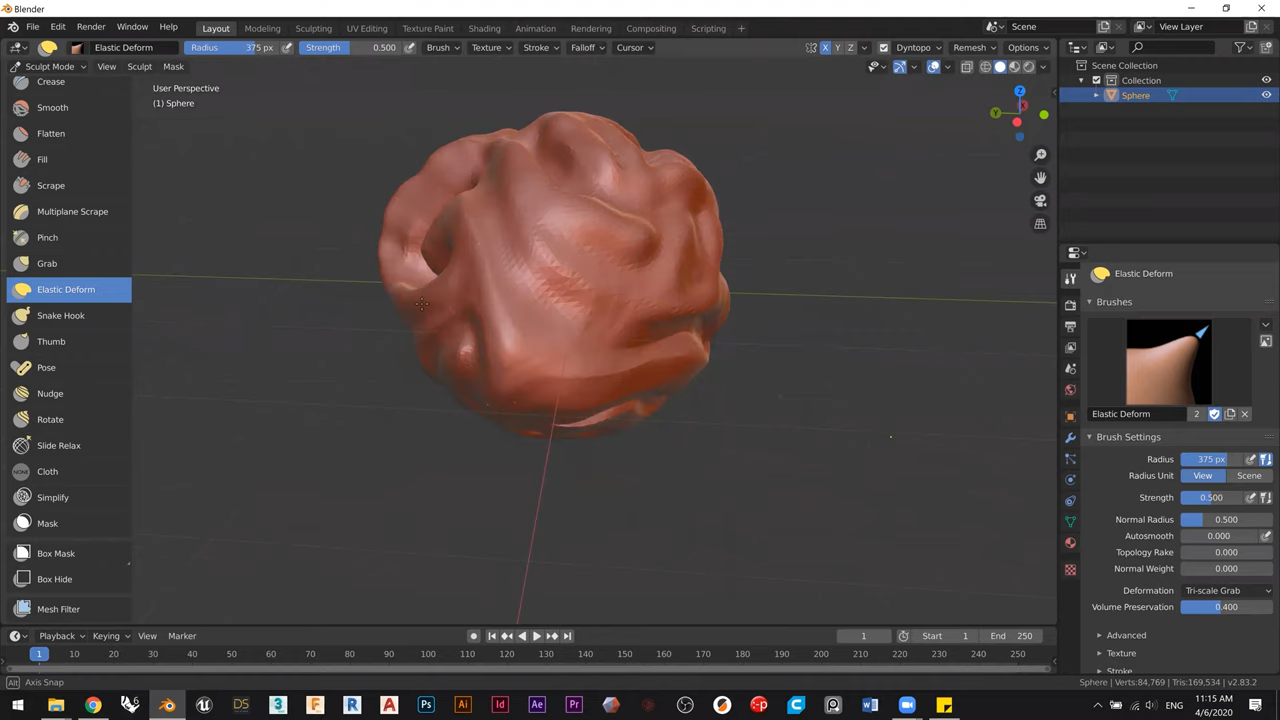 Blender
File Edit Render Window Help Layout Modeling Sculpting UV Editing Texture Paint Shading Animation Rendering Compositing Scripting + Scene View Layer
Elastic Deform Radius 375 px Strength 0.500 Brush Texture Stroke Falloff Cursor X Y Z Dyntopo Remesh Options
Sculpt Mode View Sculpt Mask
Scene Collection
Collection
Sphere
User Perspective
(1) Sphere
Z
X
Y
Crease
Smooth
Flatten
Fill
Scrape
Multiplane Scrape
Pinch
Grab
Elastic Deform
Snake Hook
Thumb
Pose
Nudge
Rotate
Slide Relax
Cloth
Simplify
Mask
Box Mask
Box Hide
Mesh Filter
Elastic Deform
Brushes
Elastic Deform 2
Brush Settings
Radius 375 px
Radius Unit View Scene
Strength 0.500
Normal Radius 0.500
Autosmooth 0.000
Topology Rake 0.000
Normal Weight 0.000
Deformation Tri-scale Grab
Volume Preservation 0.400
Advanced
Texture
Stroke
Playback Keying View Marker 1 Start 1 End 250
1 10 20 30 40 50 60 70 80 90 100 110 120 130 140 150 160 170 180 190 200 210 220 230 240 250
Alt Axis Snap
Sphere | Verts:84,769 | Tris:169,534 | v2.83.2
DS 3 F R A Ps Ai Id Ae Pr W
11:15 AM
4/6/2020